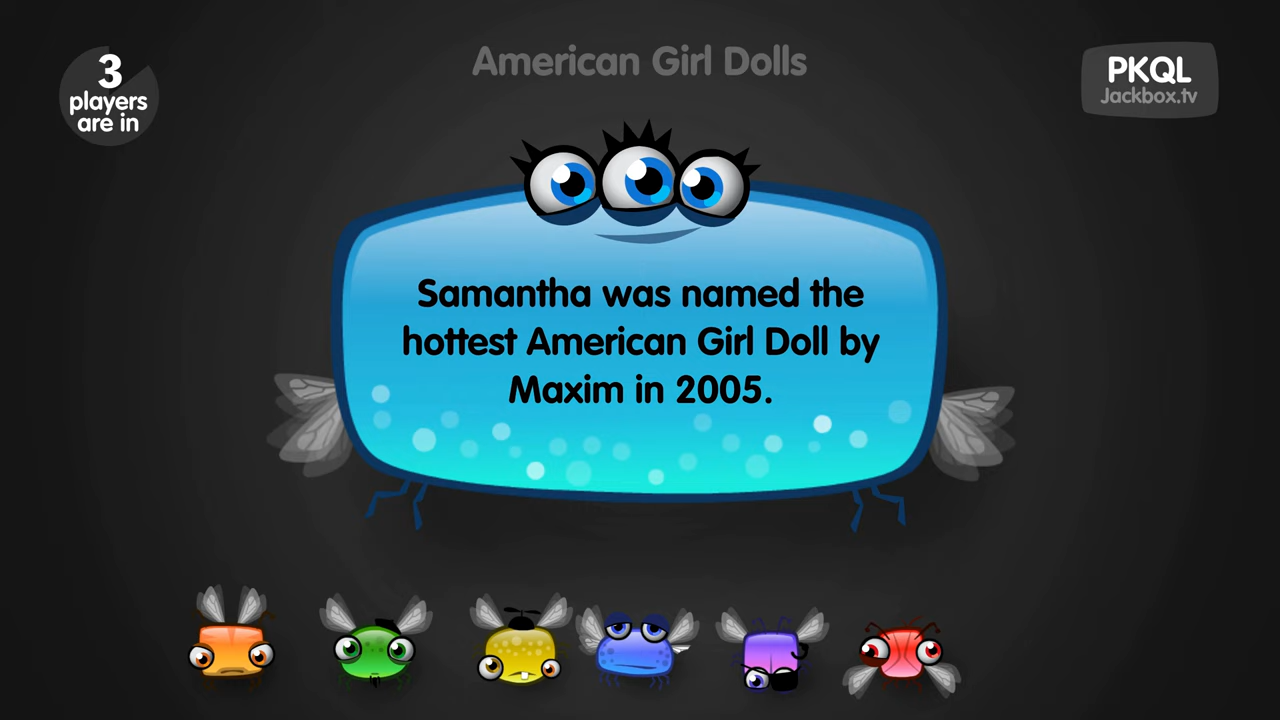 American Girl Dolls
3
players
are in
PKQL
Jackbox.tv
Samantha was named the
hottest American Girl Doll by
Maxim in 2005.